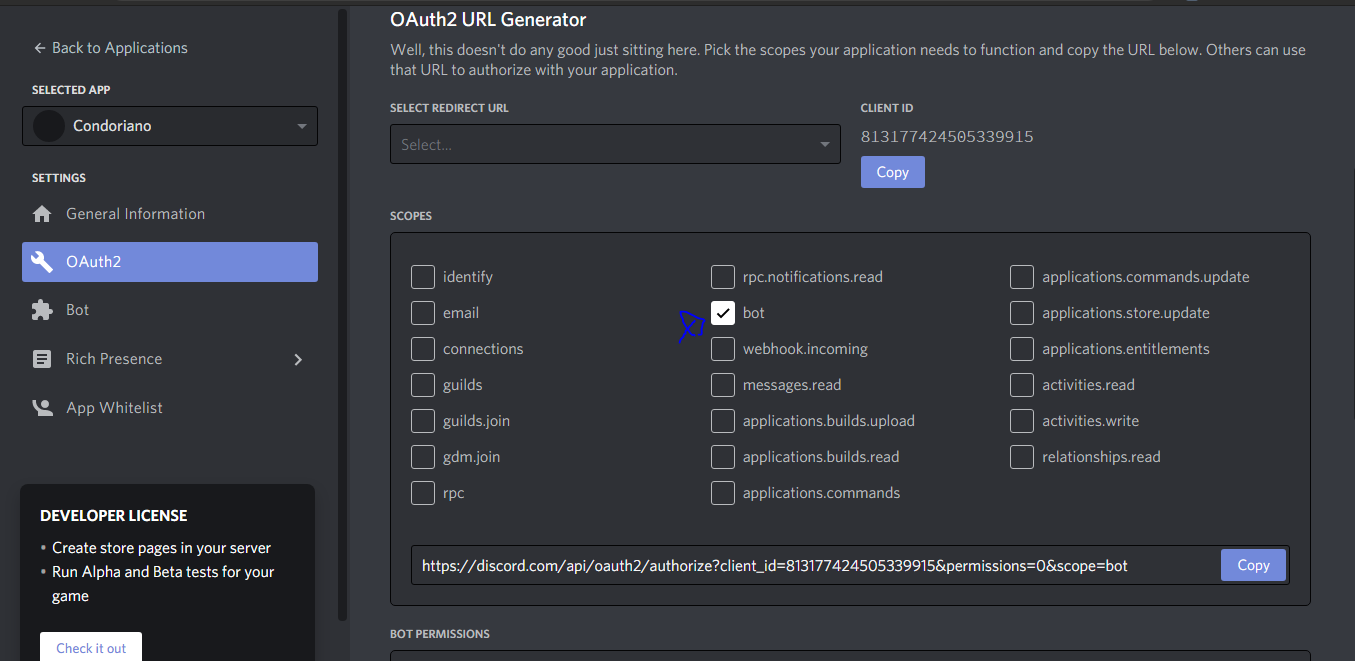 OAuth2 URL Generator
← Back to Applications
Well, this doesn't do any good just sitting here. Pick the scopes your application needs to function and copy the URL below. Others can use
that URL to authorize with your application.
SELECTED APP
Condoriano
SELECT REDIRECT URL
Select...
CLIENT ID
813177424505339915
Copy
SETTINGS
General Information
OAuth2
Bot
Rich Presence
App Whitelist
SCOPES
identify
email
connections
guilds
guilds.join
gdm.join
rpc
rpc.notifications.read
bot
webhook.incoming
messages.read
applications.builds.upload
applications.builds.read
applications.commands
applications.commands.update
applications.store.update
applications.entitlements
activities.read
activities.write
relationships.read
https://discord.com/api/oauth2/authorize?client_id=813177424505339915&permissions=0&scope=bot
Copy
DEVELOPER LICENSE
• Create store pages in your server
• Run Alpha and Beta tests for your
game
Check it out
BOT PERMISSIONS